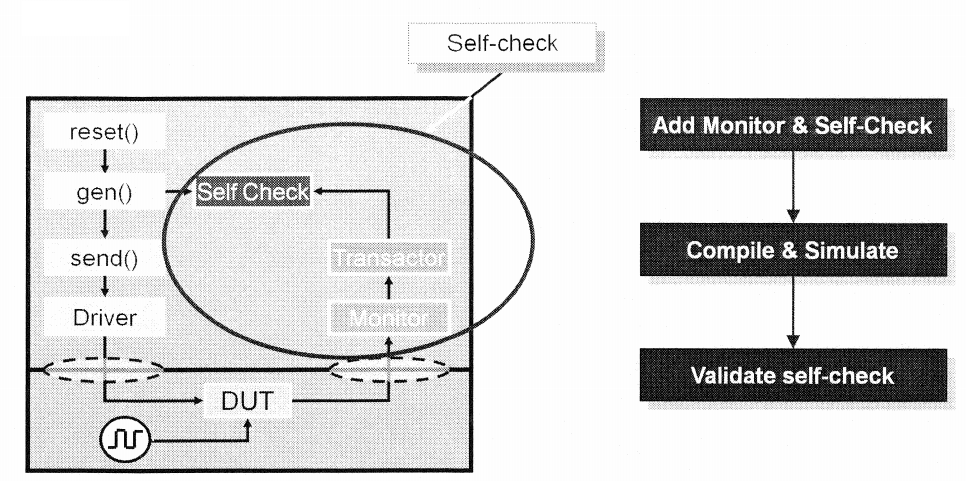 Self-check
reset()
gen()
Self Check
send()
Transactor
Driver
Monitor
DUT
Add Monitor & Self-Check
Compile & Simulate
Validate self-check